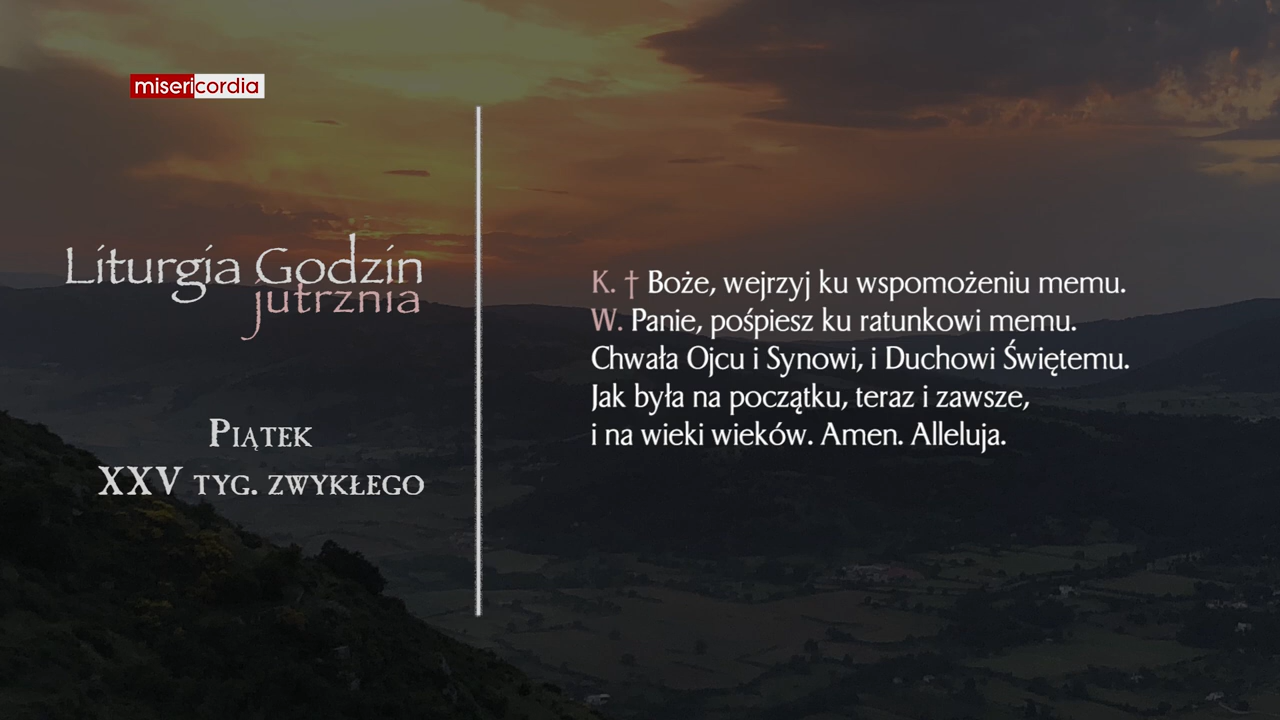 misericordia
Liturgia Godzin
jutrznia
Piątek
XXV tyg. zwykłego
K. † Boże, wejrzyj ku wspomożeniu memu.
W. Panie, pośpiesz ku ratunkowi memu.
Chwała Ojcu i Synowi, i Duchowi Świętemu.
Jak była na początku, teraz i zawsze,
i na wieki wieków. Amen. Alleluja.